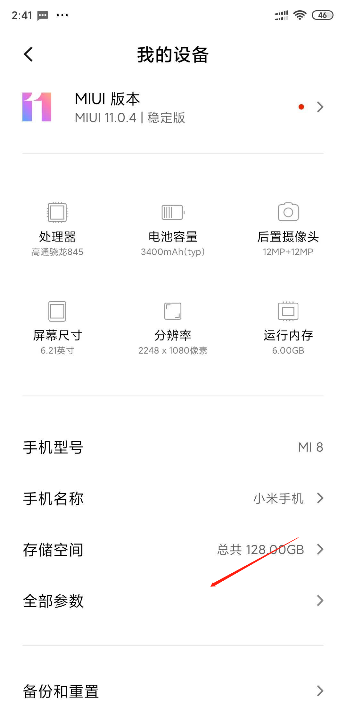 2:41
46
我的设备
11
MIUI 版本
MIUI 11.0.4 | 稳定版
处理器
高通骁龙845
电池容量
3400mAh(typ)
后置摄像头
12MP+12MP
屏幕尺寸
6.21英寸
分辨率
2248 x 1080像素
运行内存
6.00GB
手机型号
MI 8
手机名称
小米手机
存储空间
总共 128.00GB
全部参数
备份和重置